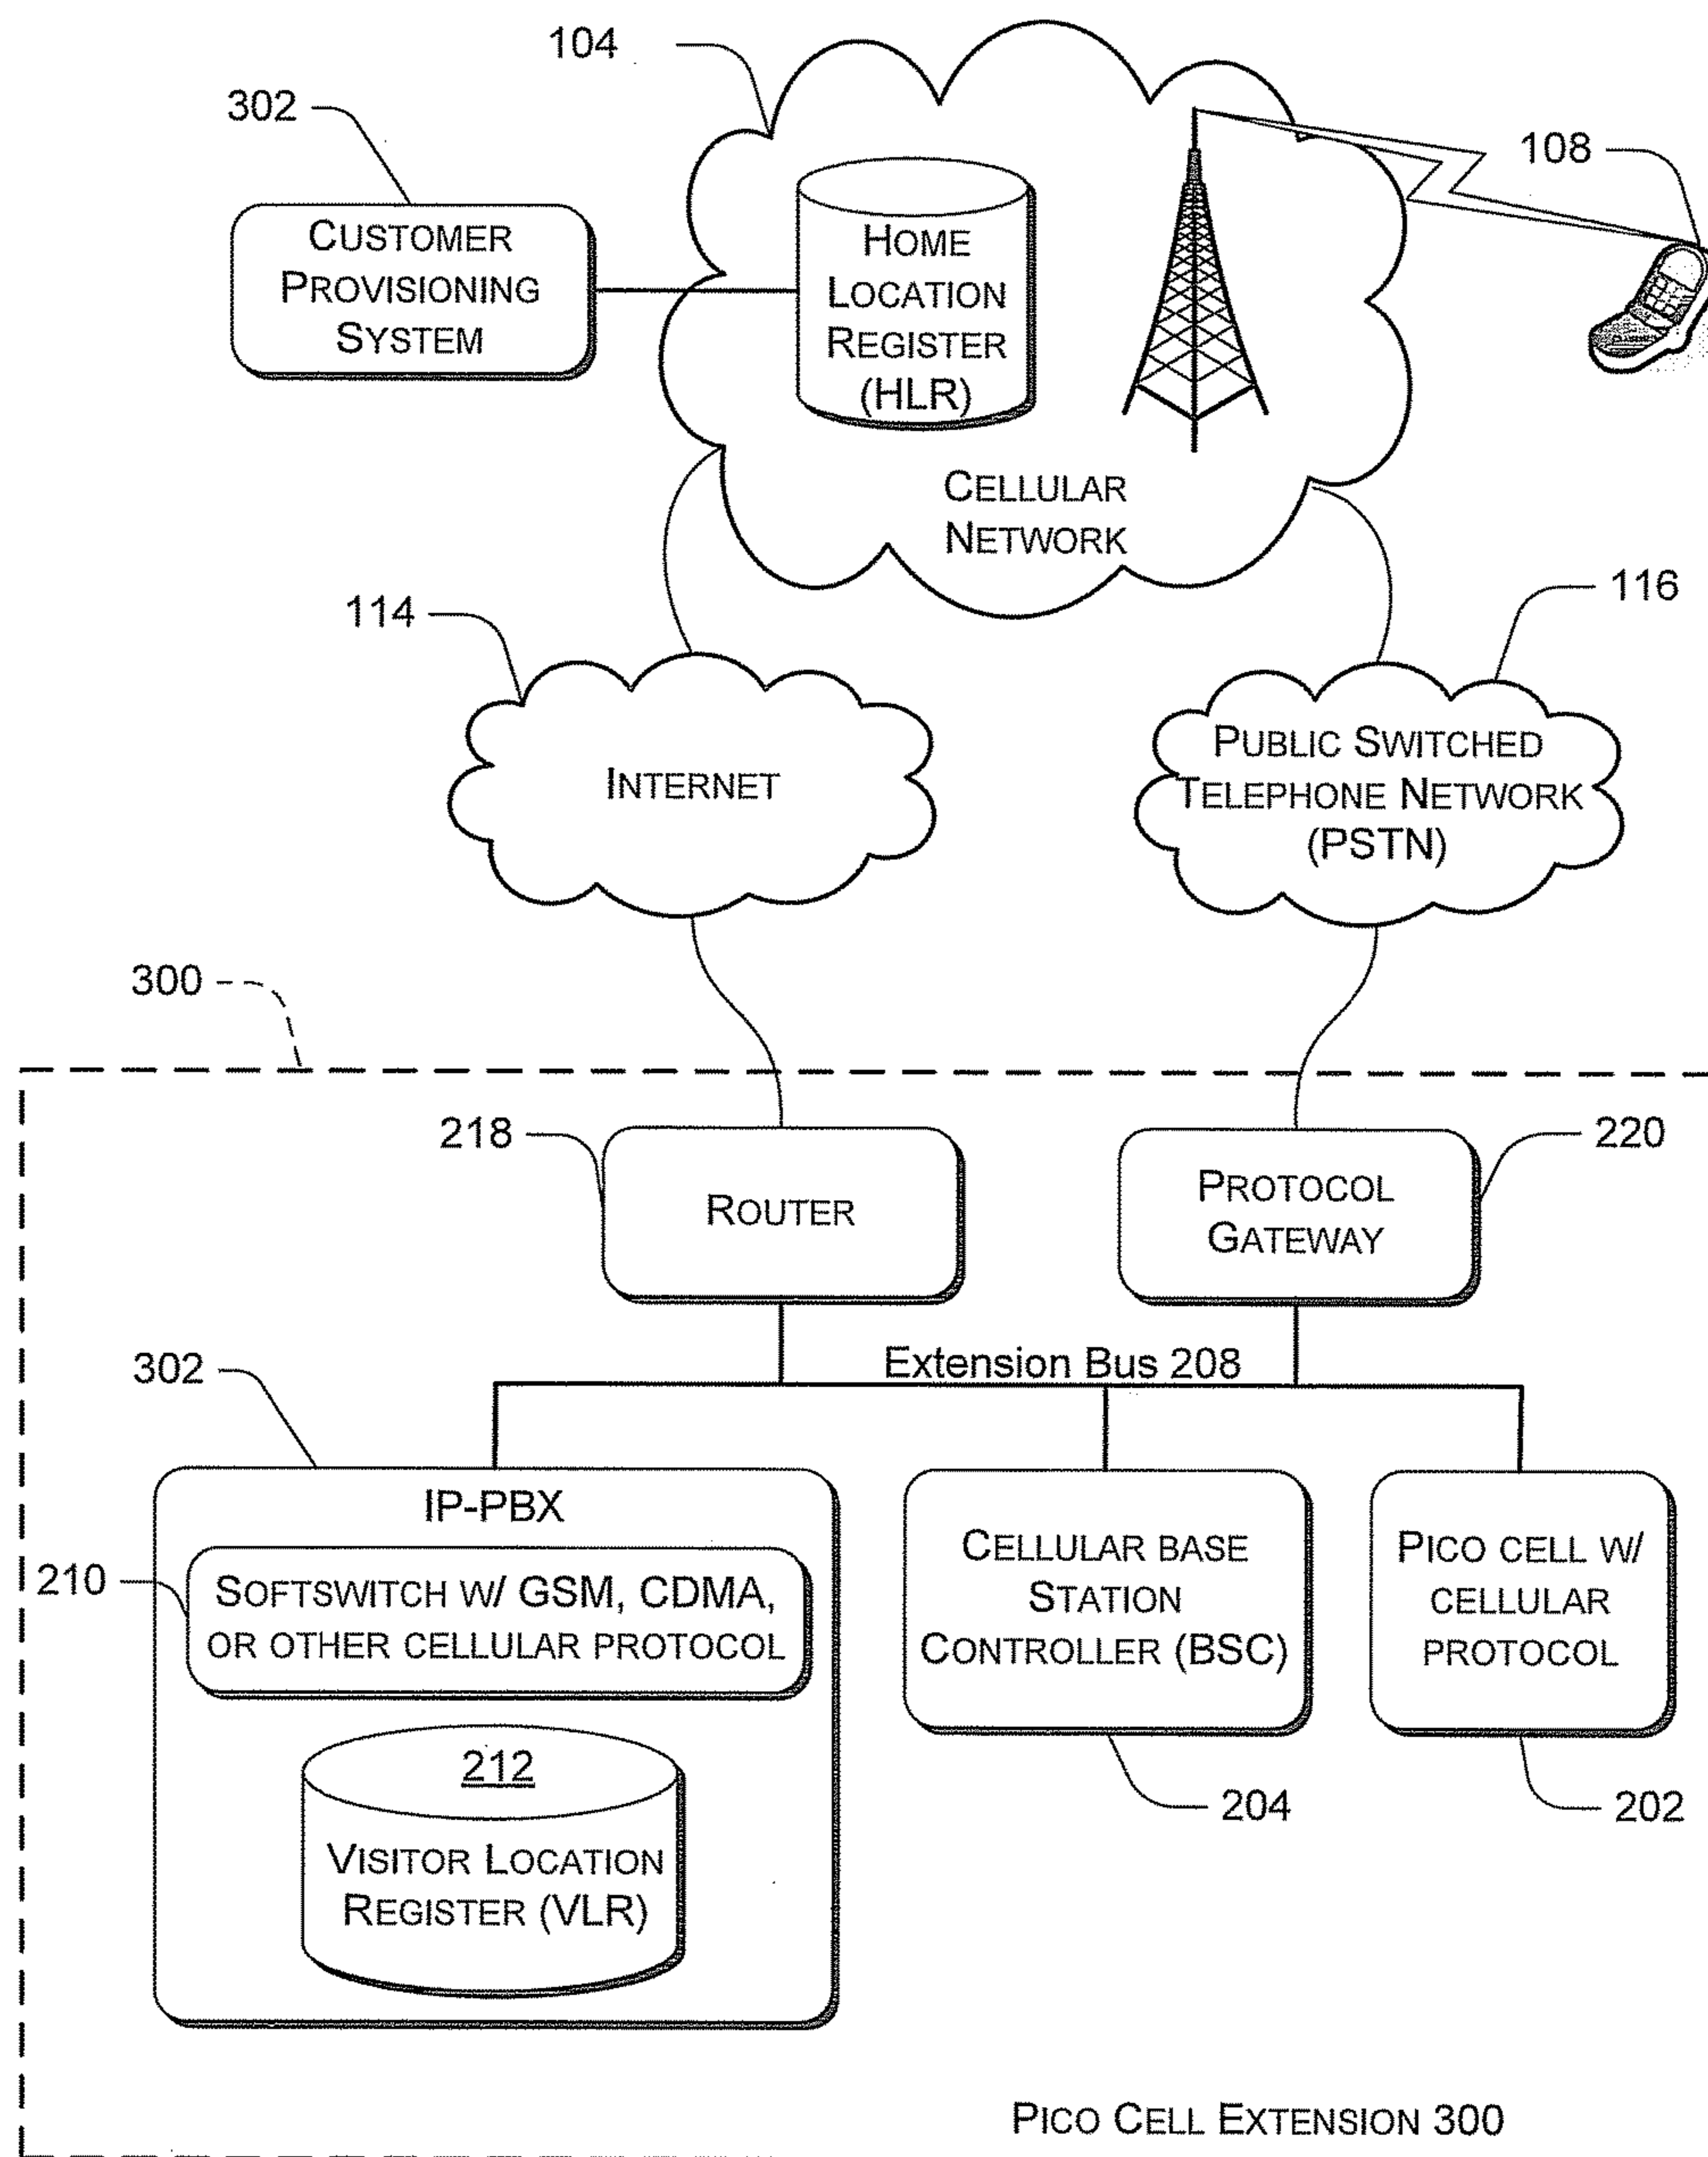 104
302
108
CUSTOMER
PROVISIONING
SYSTEM
HOME
LOCATION
REGISTER
(HLR)
CELLULAR
NETWORK
114
116
INTERNET
PUBLIC SWITCHED
TELEPHONE NETWORK
(PSTN)
300
218
220
ROUTER
PROTOCOL
GATEWAY
302
Extension Bus 208
IP-PBX
210
SOFTSWITCH W/ GSM, CDMA,
OR OTHER CELLULAR PROTOCOL
CELLULAR BASE
STATION
CONTROLLER (BSC)
PICO CELL W/
CELLULAR
PROTOCOL
212
VISITOR LOCATION
REGISTER (VLR)
204
202
PICO CELL EXTENSION 300